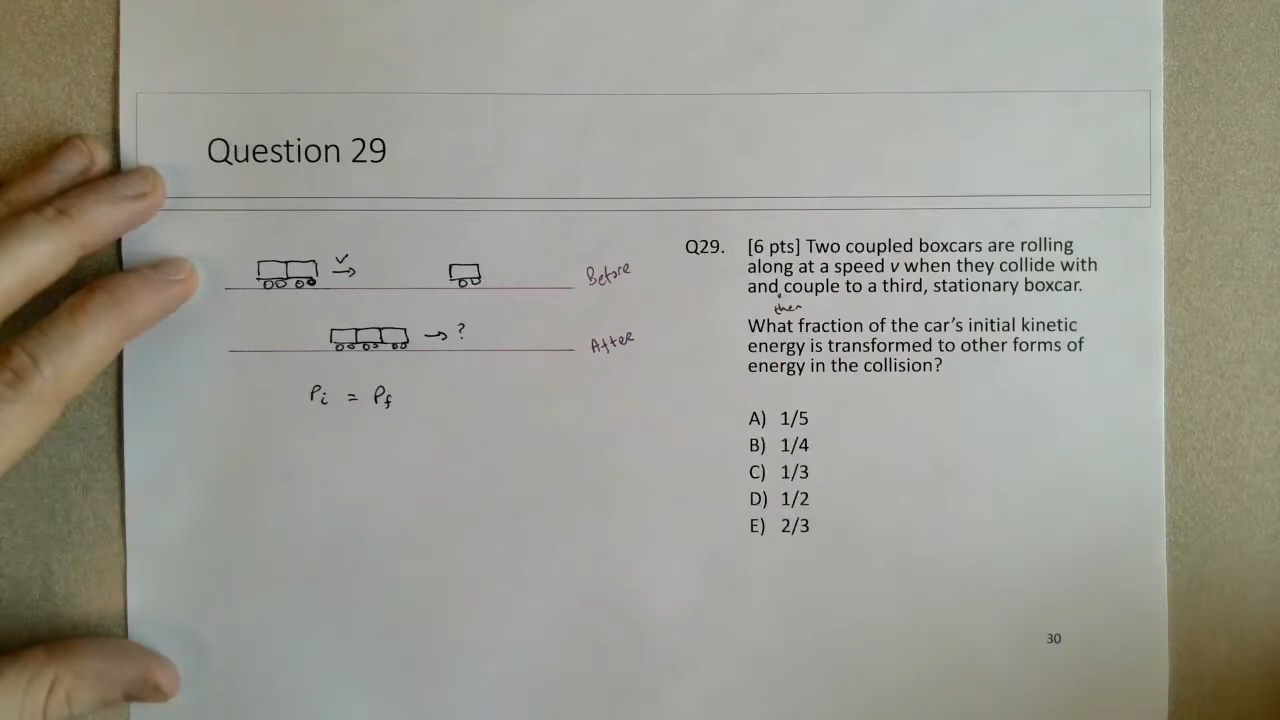 Question 29
v
Before
?
After
Pi = Pf
Q29. [6 pts] Two coupled boxcars are rolling
along at a speed v when they collide with
and couple to a third, stationary boxcar.
then
What fraction of the car's initial kinetic
energy is transformed to other forms of
energy in the collision?
A) 1/5
B) 1/4
C) 1/3
D) 1/2
E) 2/3
30